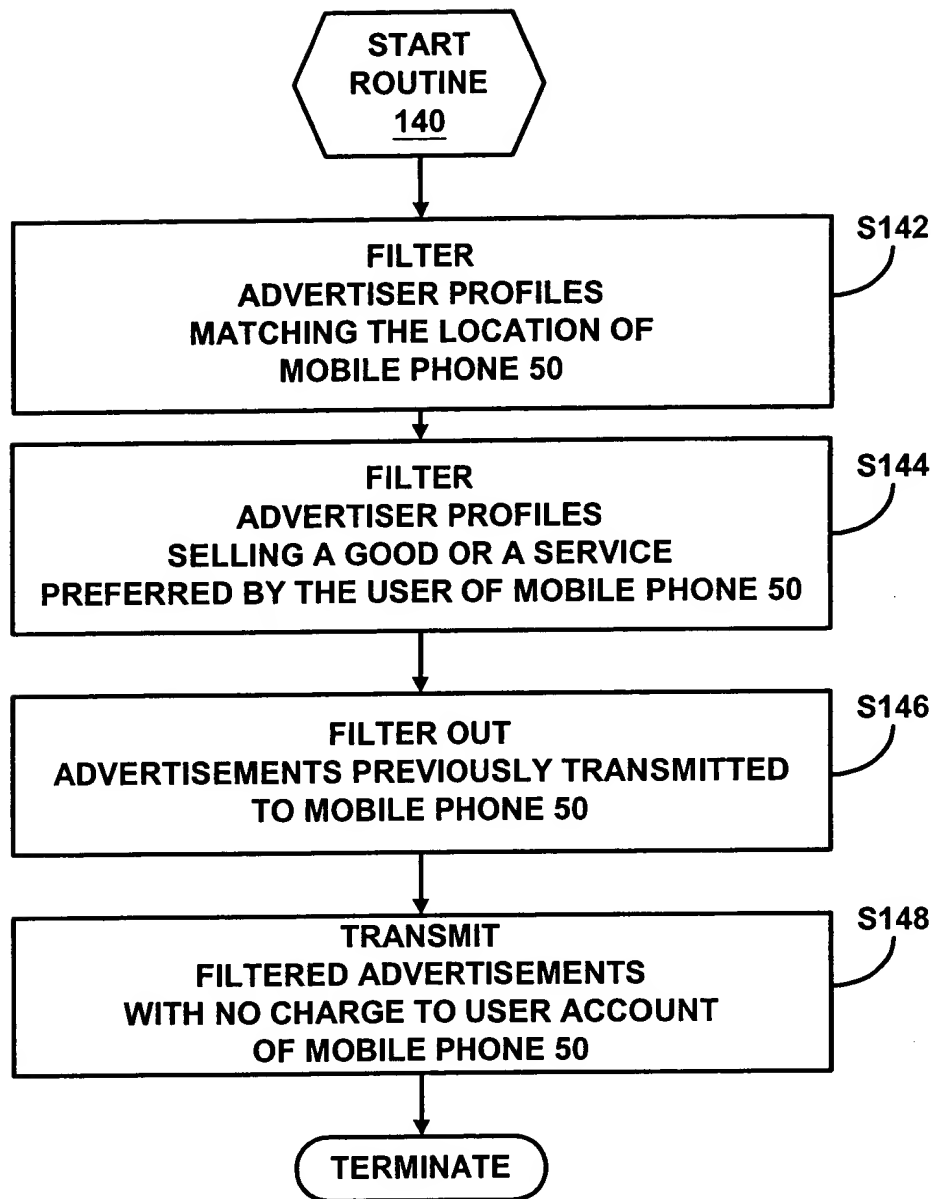 START
ROUTINE
140
S142
FILTER
ADVERTISER PROFILES
MATCHING THE LOCATION OF
MOBILE PHONE 50
S144
FILTER
ADVERTISER PROFILES
SELLING A GOOD OR A SERVICE
PREFERRED BY THE USER OF MOBILE PHONE 50
S146
FILTER OUT
ADVERTISEMENTS PREVIOUSLY TRANSMITTED
TO MOBILE PHONE 50
S148
TRANSMIT
FILTERED ADVERTISEMENTS
WITH NO CHARGE TO USER ACCOUNT
OF MOBILE PHONE 50
TERMINATE